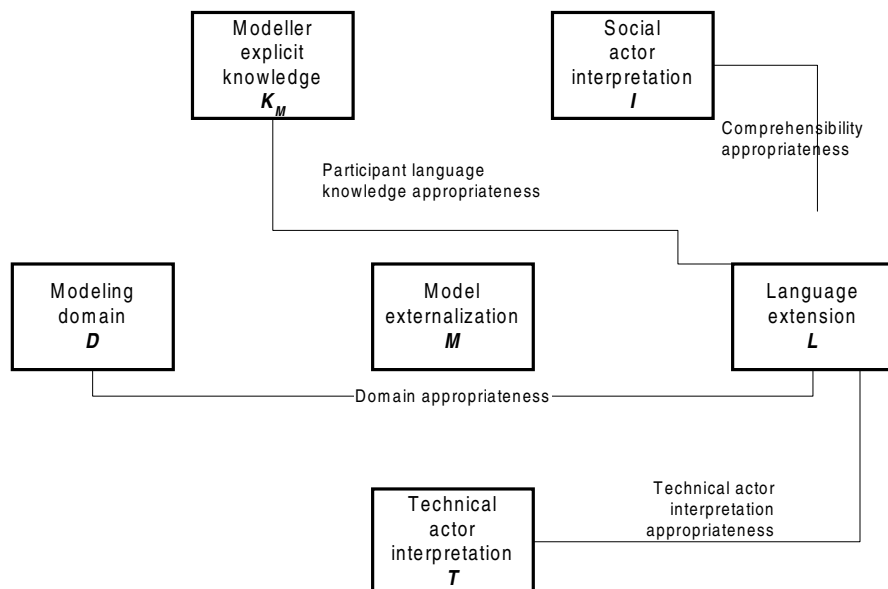 Modeller
explicit
knowledge
K_M
Social
actor
interpretation
I
Comprehensibility
appropriateness
Participant language
knowledge appropriateness
Modeling
domain
D
Model
externalization
M
Language
extension
L
Domain appropriateness
Technical
actor
interpretation
T
Technical actor
interpretation
appropriateness